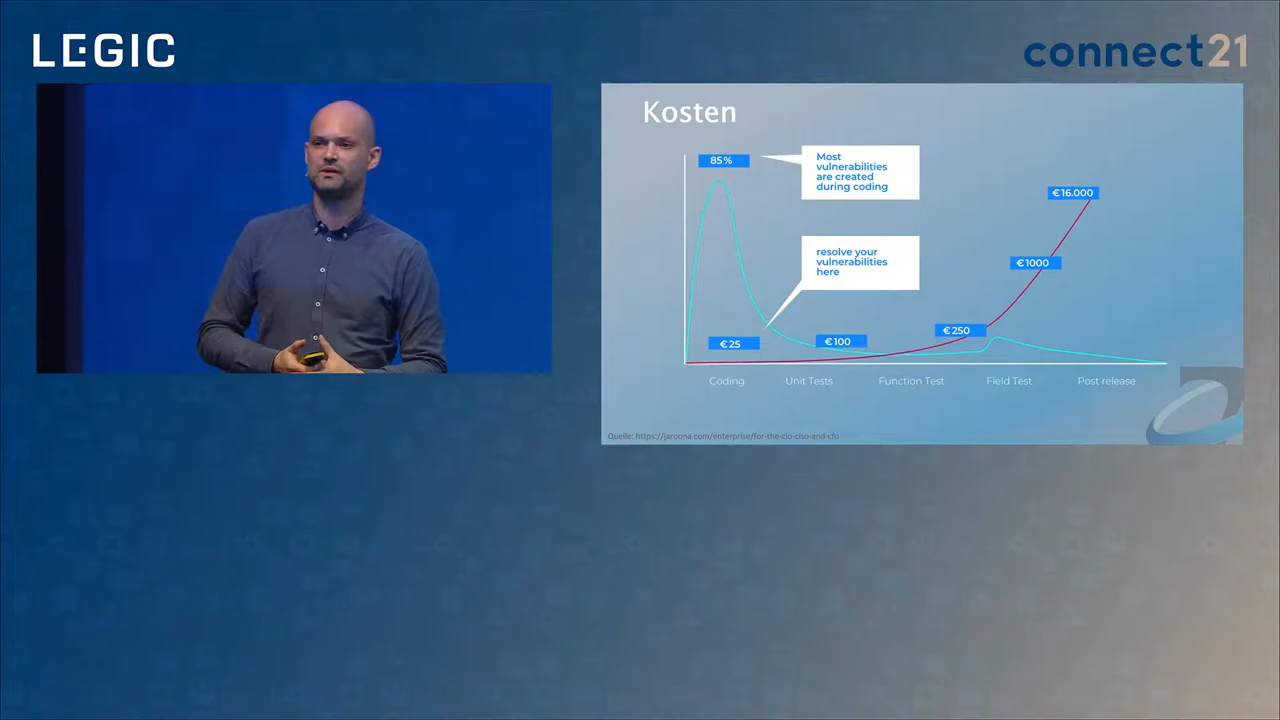 LEGIC
connect21
Kosten
85%
Most
vulnerabilities
are created
during coding
€16.000
resolve your
vulnerabilities
here
€1000
€250
€25
€100
Coding
Unit Tests
Function Test
Field Test
Post release
Quelle: https://jaroona.com/enterprise/for-the-cio-ciso-and-cfo